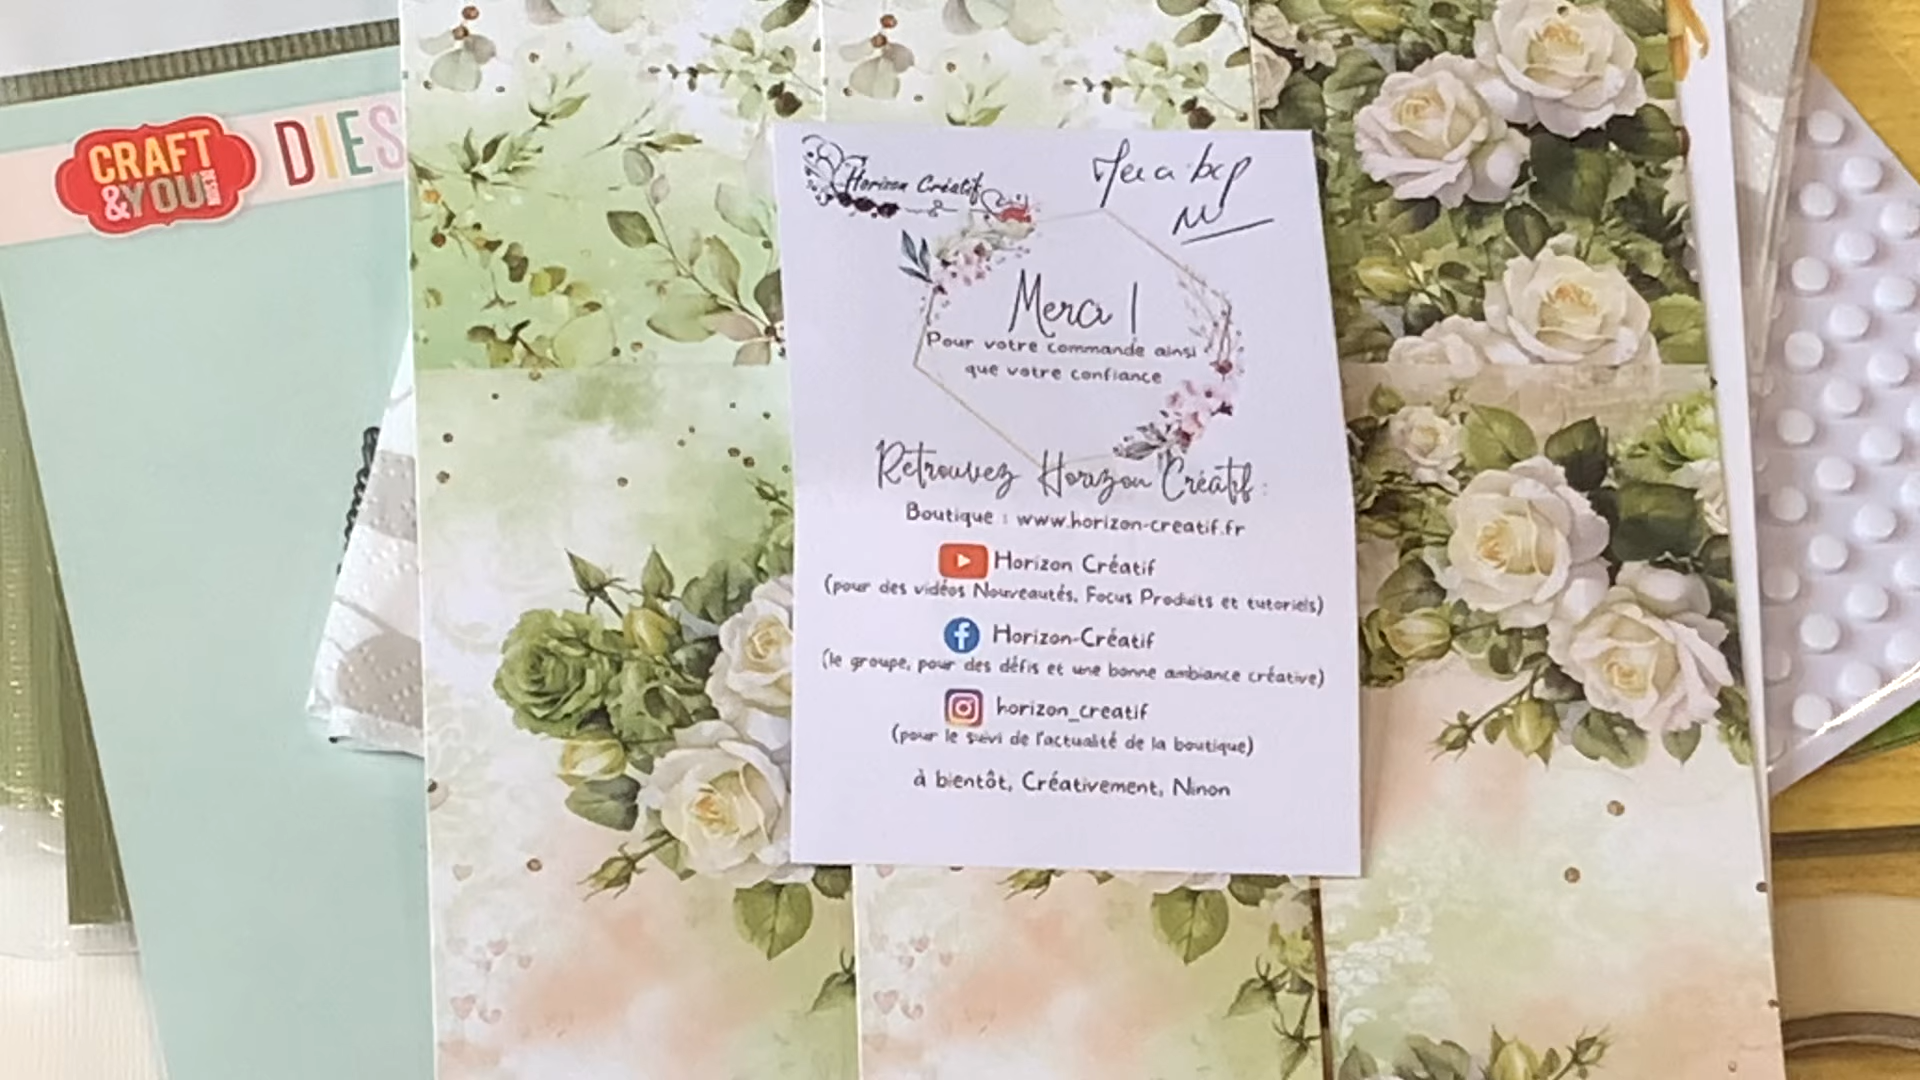 CRAFT
&YOU
DIES
Horizon Créatif
Merci bcp
Merci !
Pour votre commande ainsi
que votre confiance
Retrouvez Horizon Créatif :
Boutique : www.horizon-creatif.fr
Horizon Créatif
(pour des vidéos Nouveautés, Focus Produits et tutoriels)
Horizon-Créatif
(le groupe, pour des défis et une bonne ambiance créative)
horizon_creatif
(pour le suivi de l'actualité de la boutique)
à bientôt, Créativement, Ninon